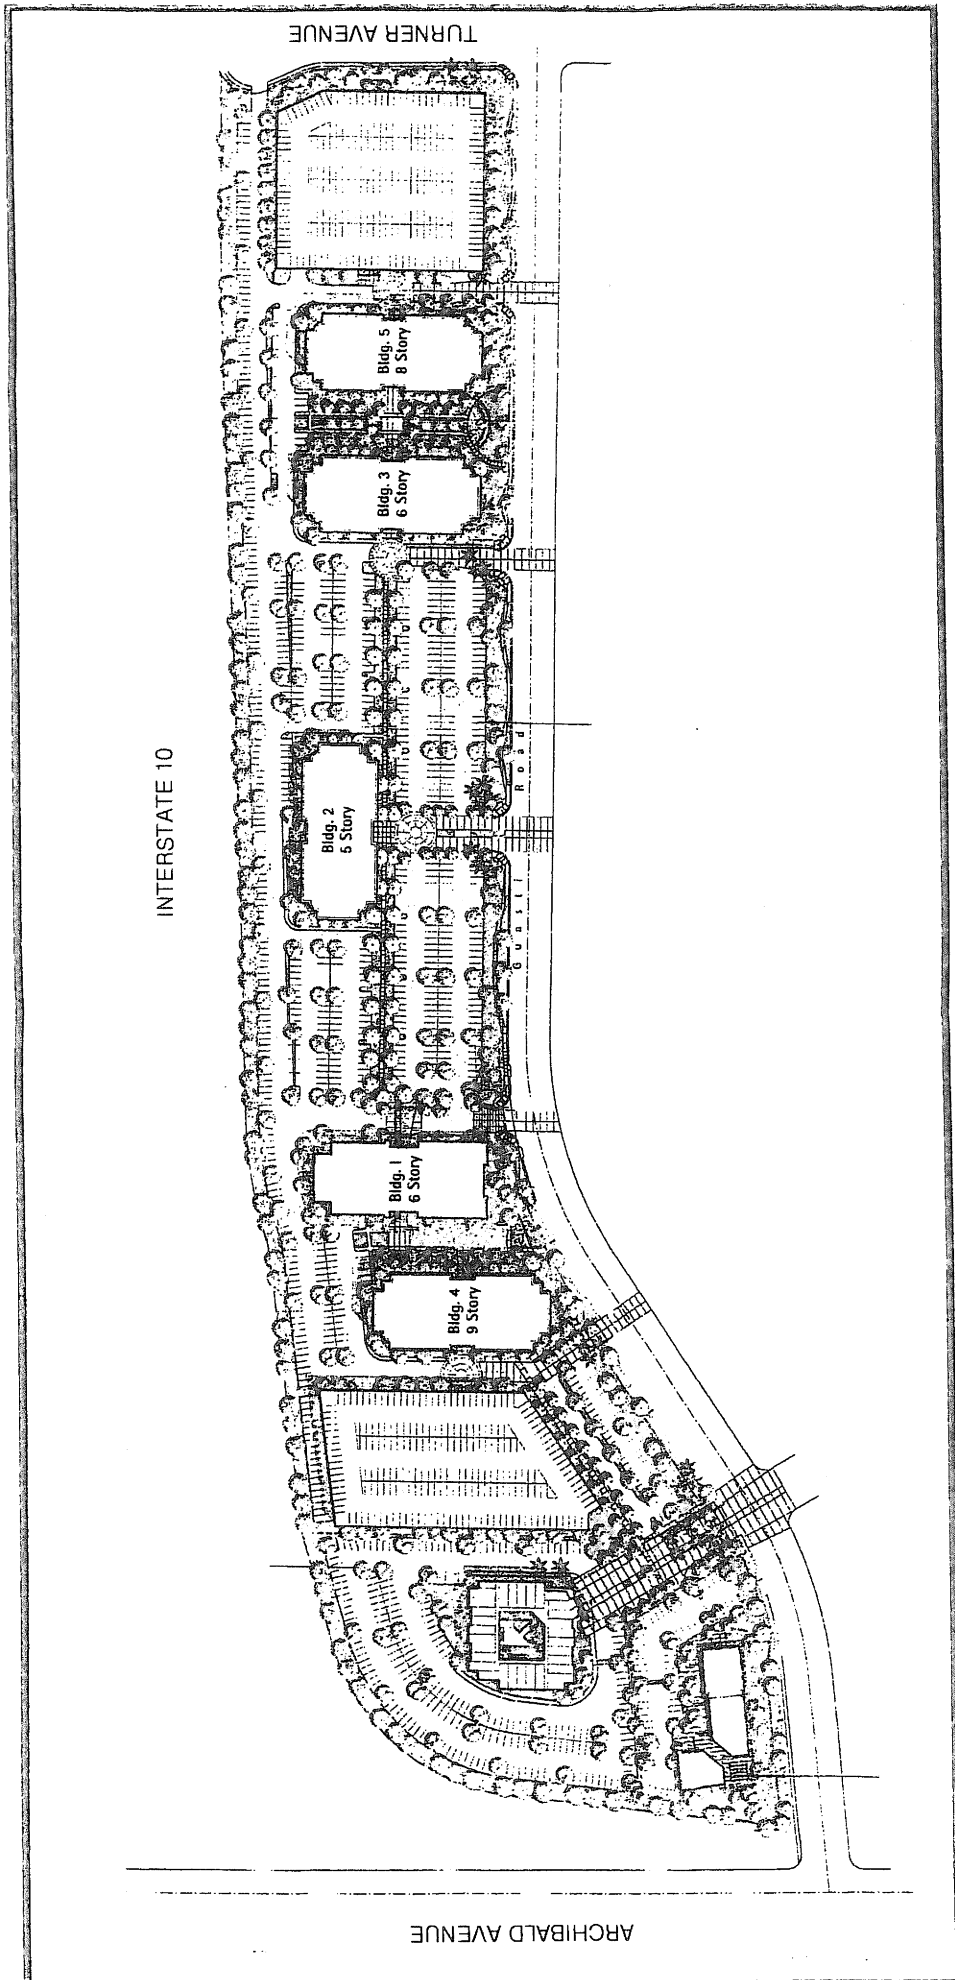 TURNER AVENUE
Bldg. 5
8 Story
Bldg. 3
6 Story
INTERSTATE 10
Bldg. 2
5 Story
Gunsti Road
Bldg. 1
6 Story
Bldg. 4
9 Story
ARCHIBALD AVENUE